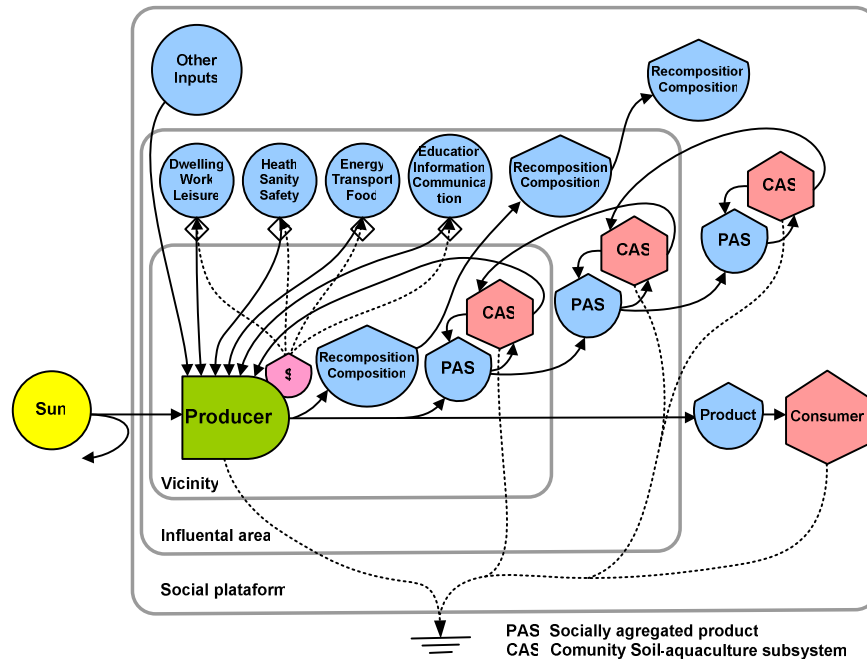 Other
Inputs
Recomposition
Composition
Dwelling
Work
Leisure
Heath
Sanity
Safety
Energy
Transport
Food
Education
Information
Communica
tion
Recomposition
Composition
CAS
PAS
CAS
PAS
CAS
PAS
Recomposition
Composition
$
Sun
Producer
Product
Consumer
Vicinity
Influental area
Social plataform
PAS Socially agregated product
CAS Comunity Soil-aquaculture subsystem